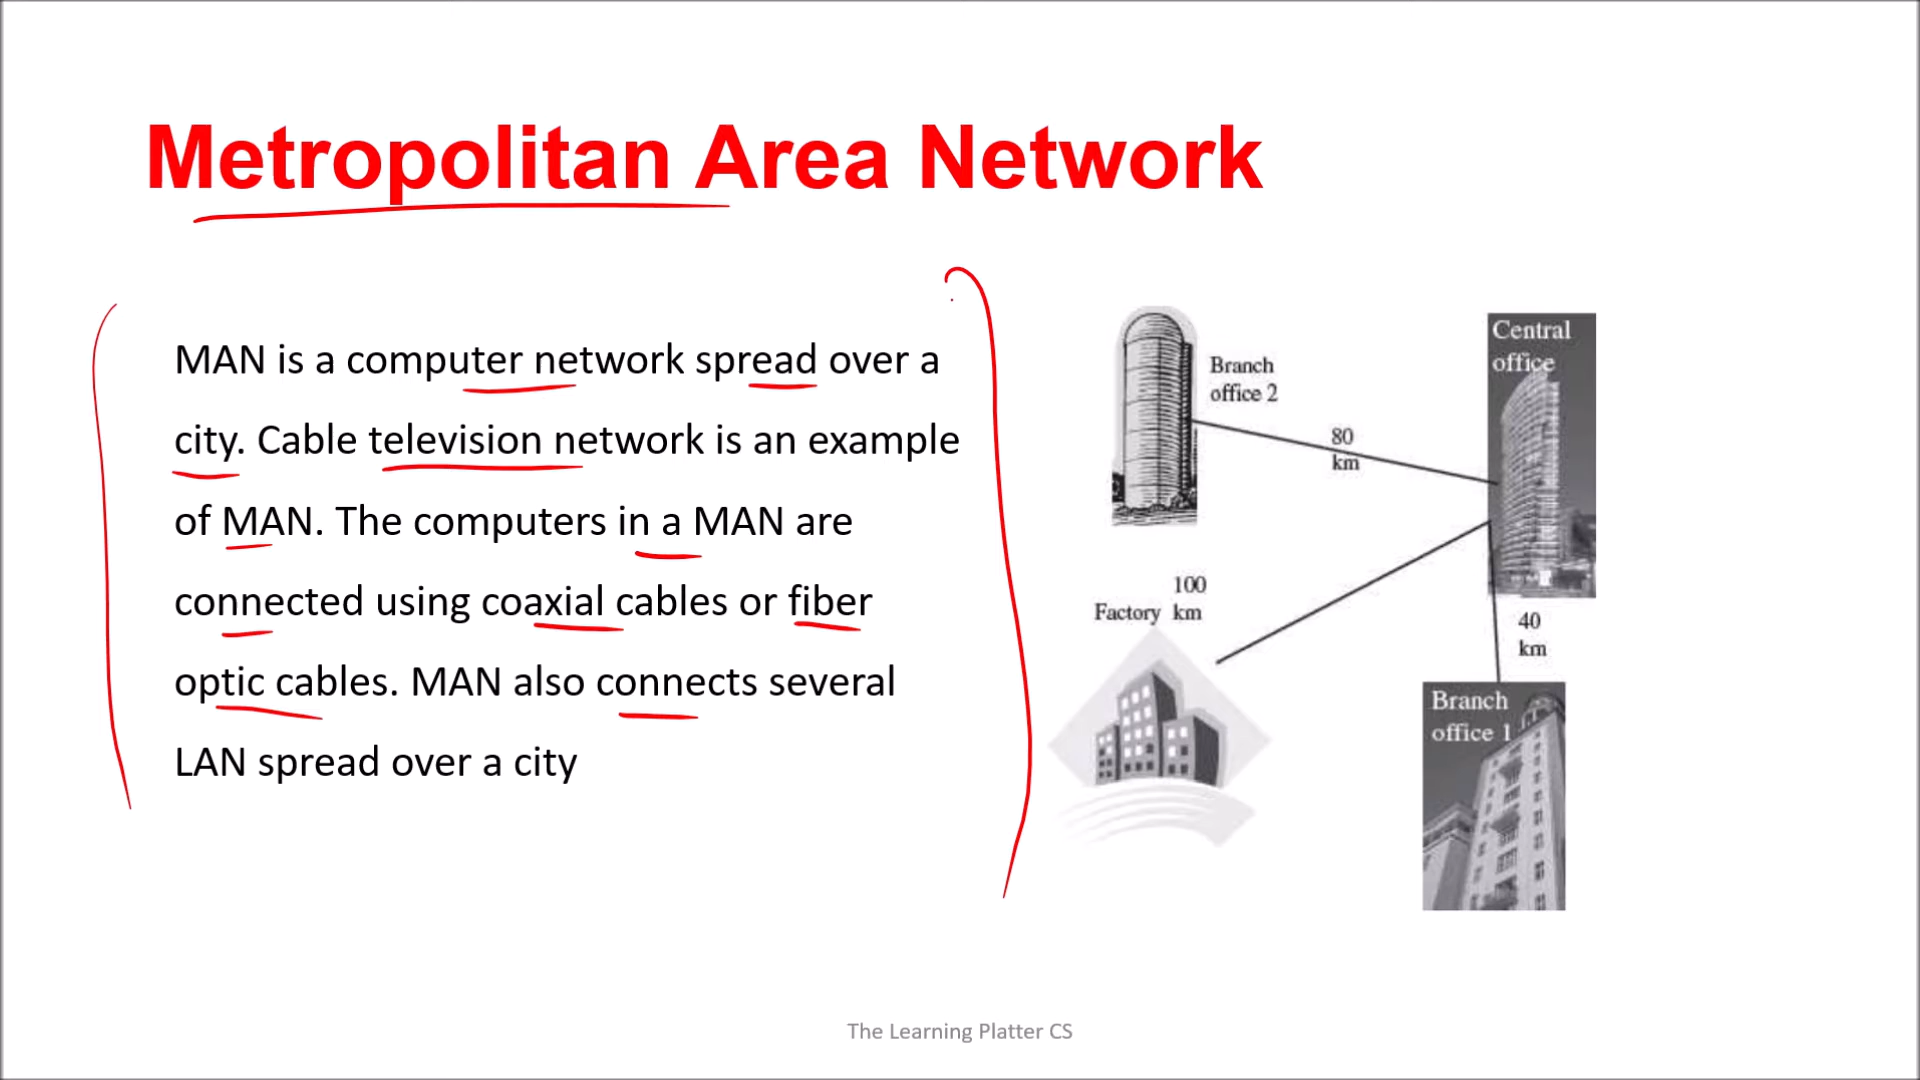 Metropolitan Area Network
MAN is a computer network spread over a
city. Cable television network is an example
of MAN. The computers in a MAN are
connected using coaxial cables or fiber
optic cables. MAN also connects several
LAN spread over a city
Central
office
Branch
office 2
80
km
100
Factory km
40
km
Branch
office 1
The Learning Platter CS